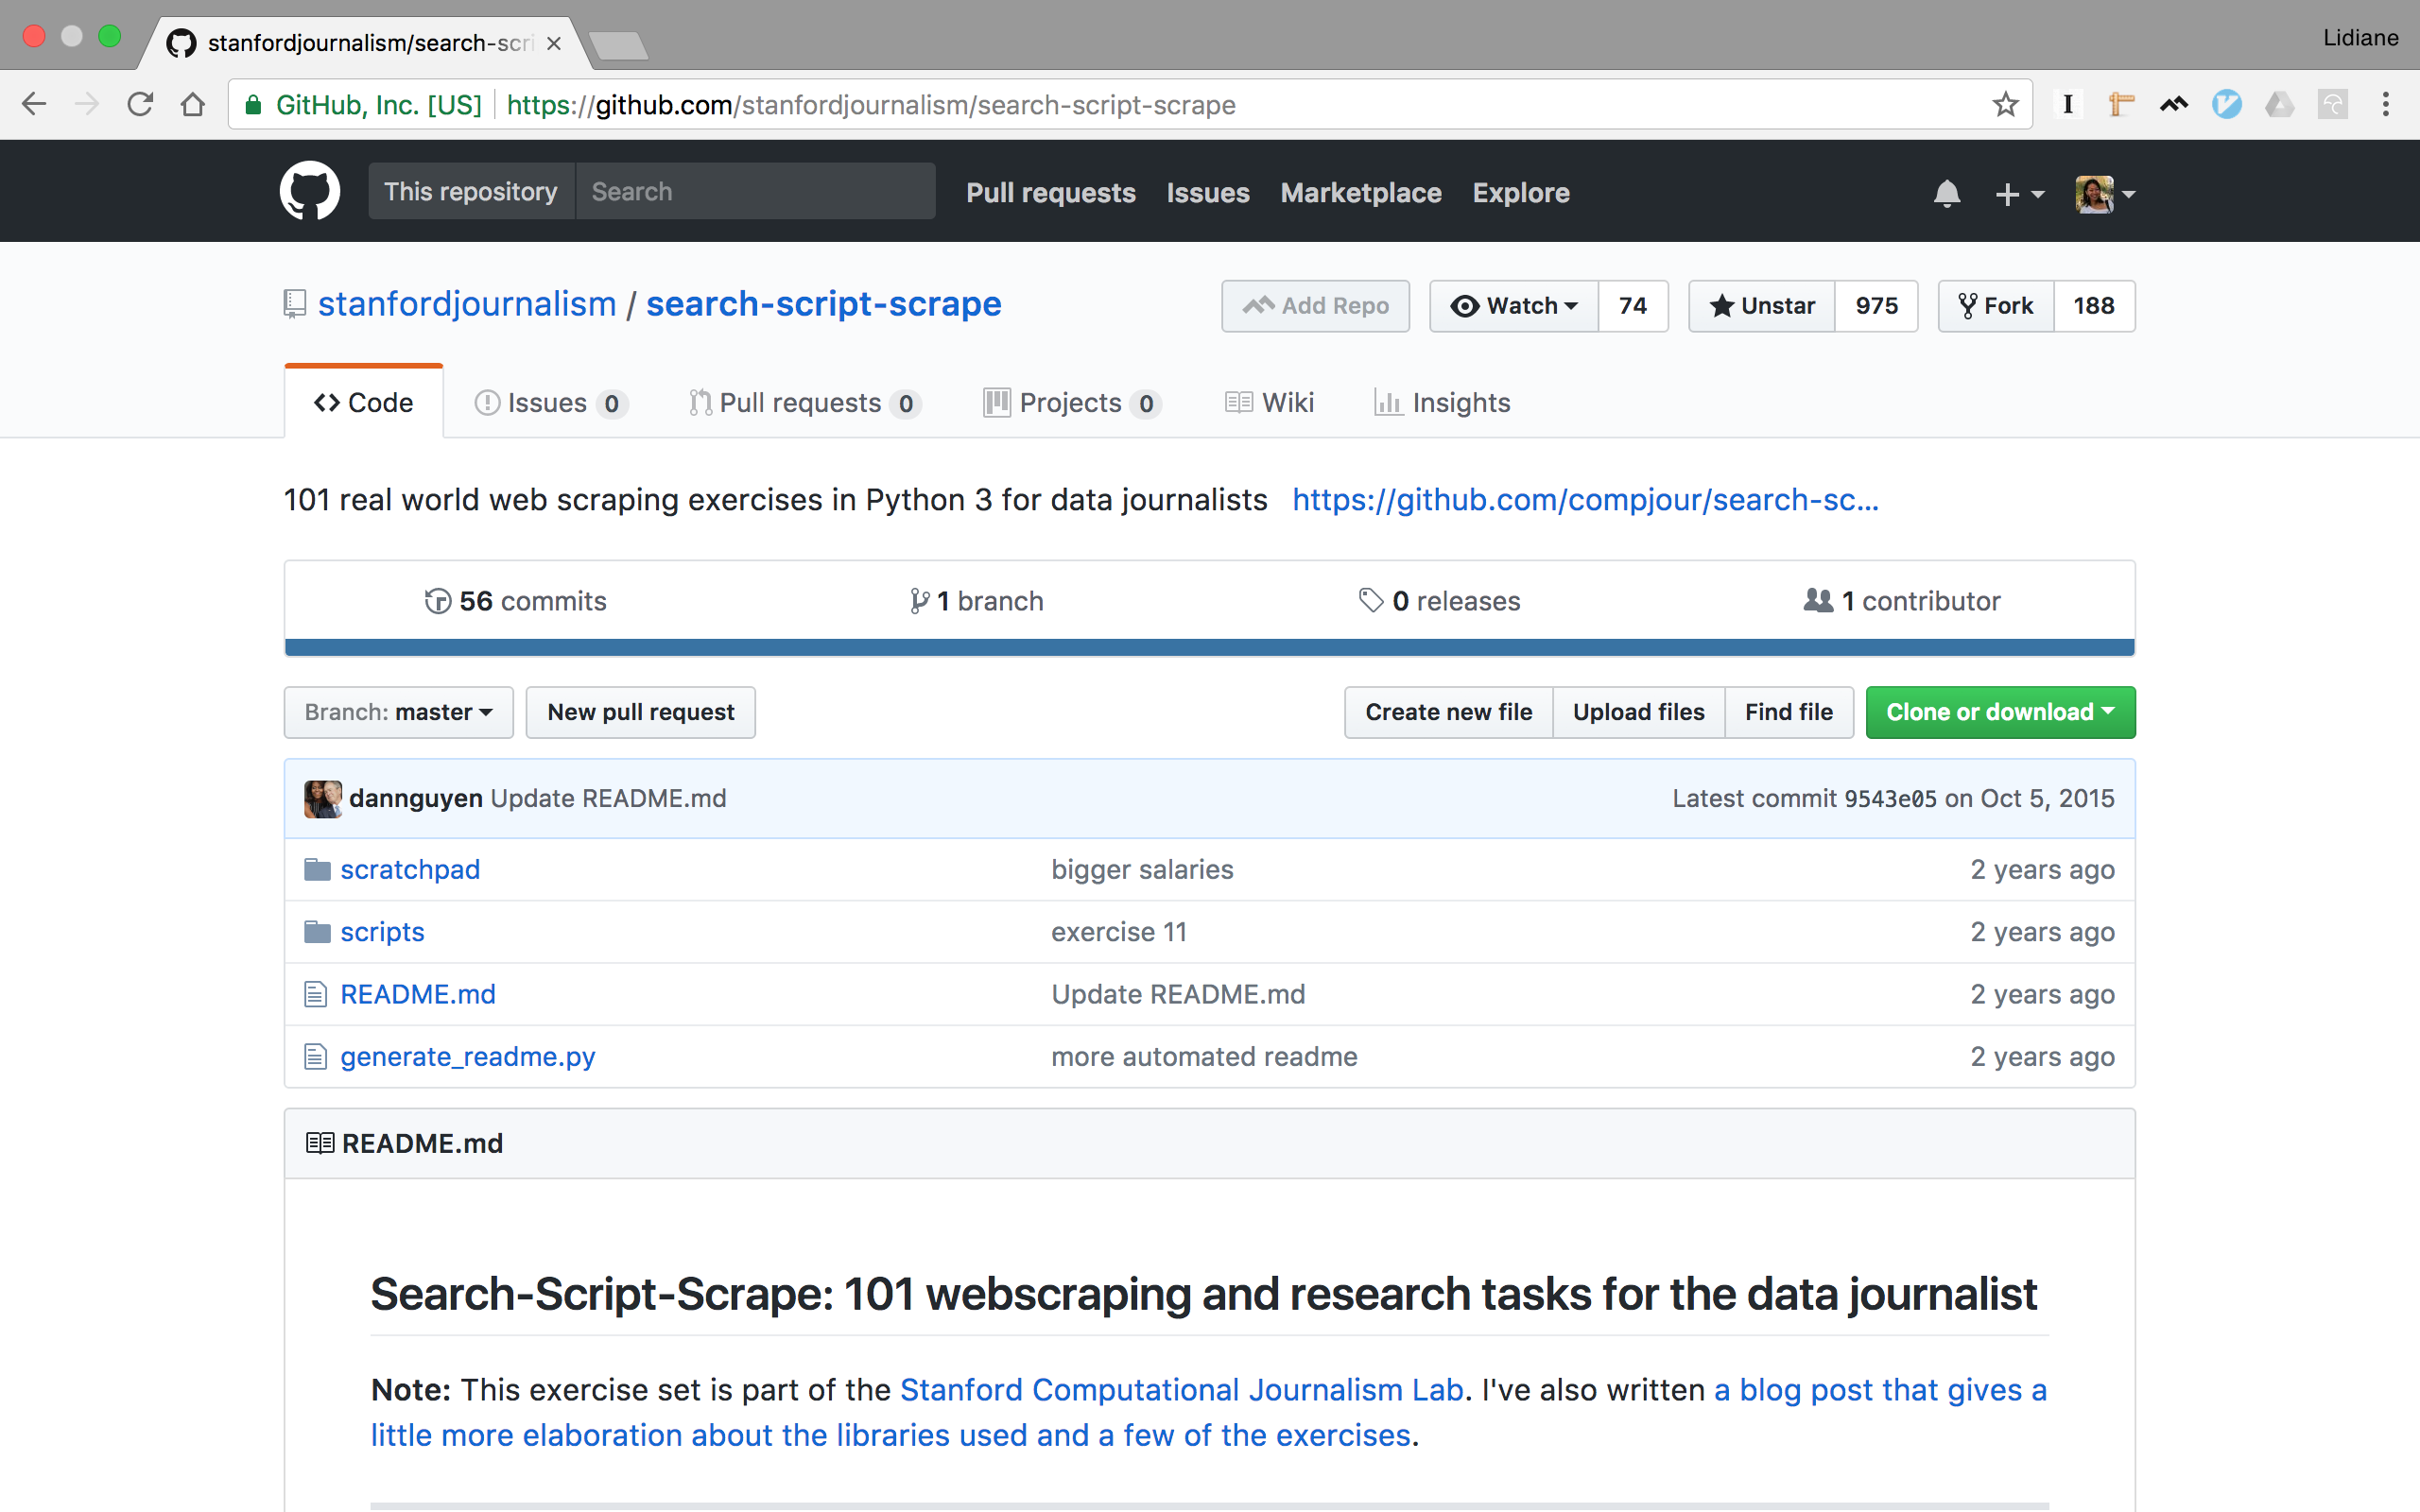 stanfordjournalism/search-scri
Lidiane
GitHub, Inc. [US] https://github.com/stanfordjournalism/search-script-scrape
This repository Search Pull requests Issues Marketplace Explore
stanfordjournalism / search-script-scrape
Add Repo Watch 74 Unstar 975 Fork 188
Code Issues 0 Pull requests 0 Projects 0 Wiki Insights
101 real world web scraping exercises in Python 3 for data journalists https://github.com/compjour/search-sc...
56 commits 1 branch 0 releases 1 contributor
Branch: master New pull request Create new file Upload files Find file Clone or download
dannguyen Update README.md Latest commit 9543e05 on Oct 5, 2015
scratchpad bigger salaries 2 years ago
scripts exercise 11 2 years ago
README.md Update README.md 2 years ago
generate_readme.py more automated readme 2 years ago
README.md
Search-Script-Scrape: 101 webscraping and research tasks for the data journalist
Note: This exercise set is part of the Stanford Computational Journalism Lab. I've also written a blog post that gives a
little more elaboration about the libraries used and a few of the exercises.